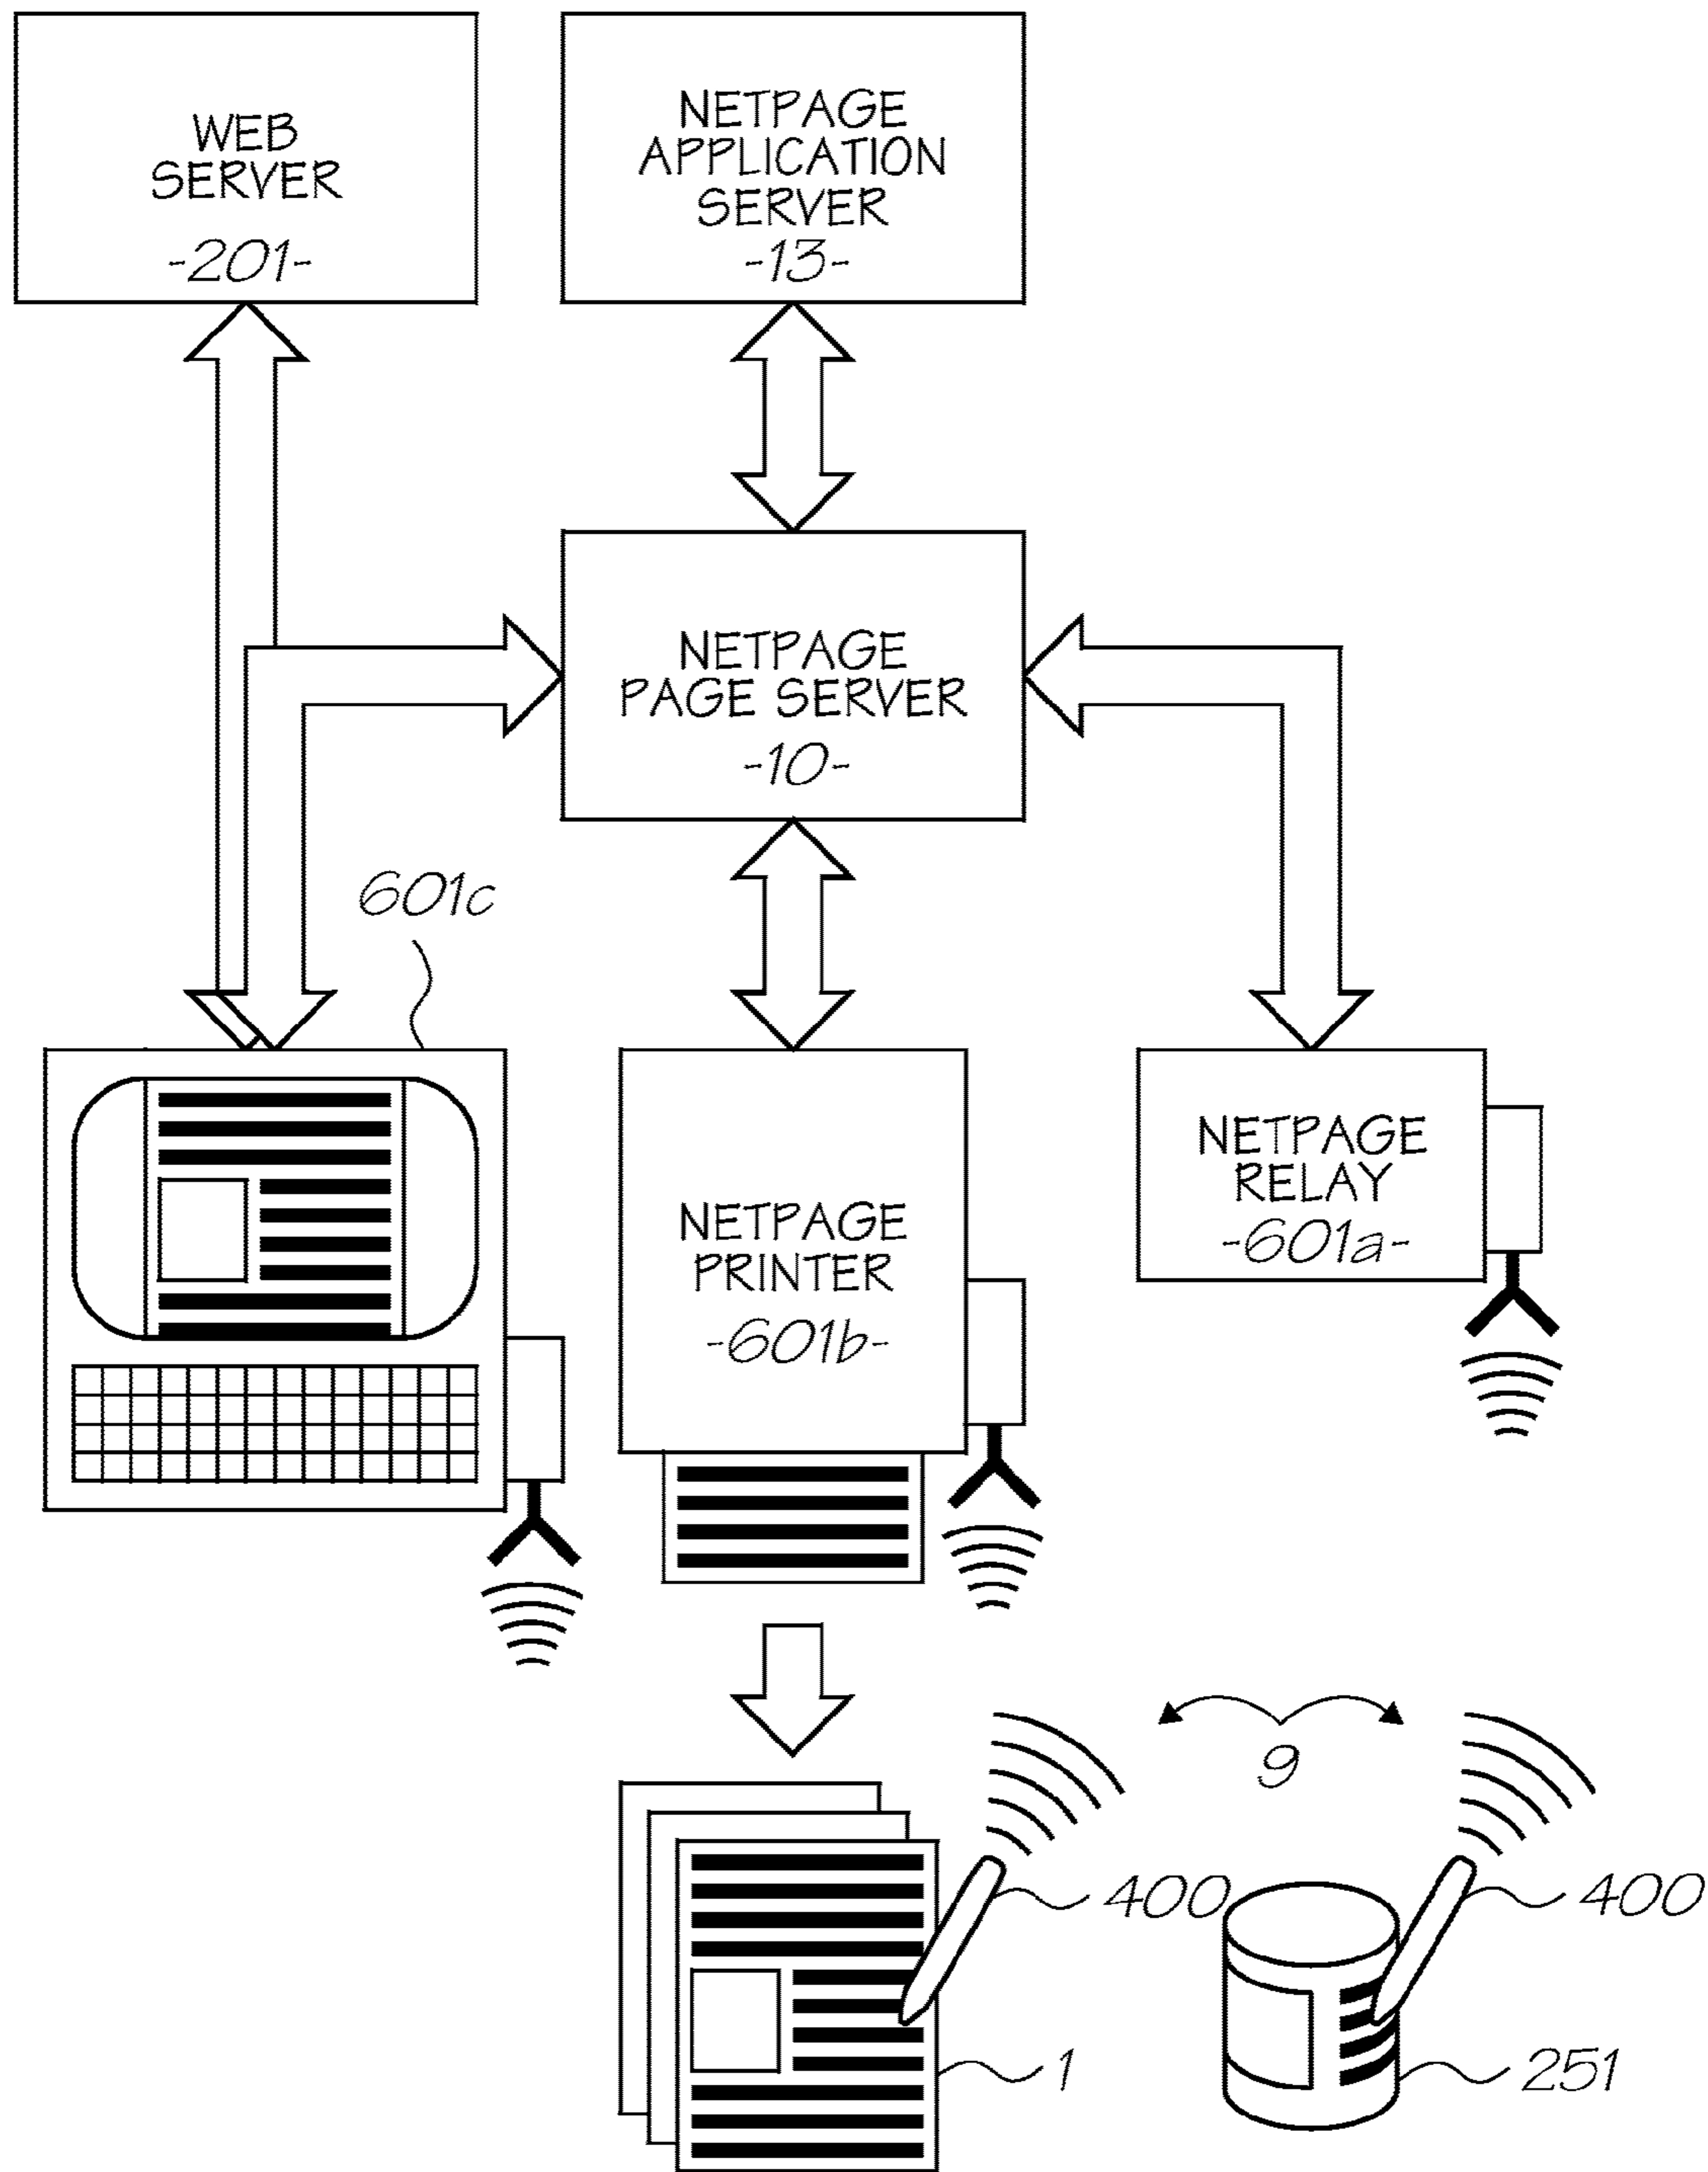 WEB
SERVER
-201-
NETPAGE
APPLICATION
SERVER
-13-
NETPAGE
PAGE SERVER
-10-
601c
NETPAGE
PRINTER
-601b-
NETPAGE
RELAY
-601a-
9
400
400
1
251